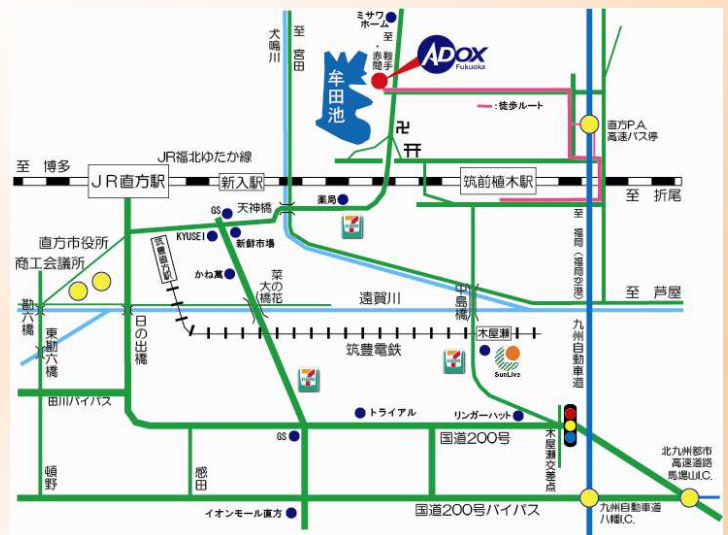 ミサワ
ホーム
至 鞍手
・赤間
ADOX
Fukuoka
犬鳴川
至 宮田
牟田池
:徒歩ルート
直方P.A.
高速バス停
卍
至 博多
JR福北ゆたか線
JR直方駅
新入駅
筑前植木駅
至 折尾
薬局
GS
天神橋
KYUSEI
新鮮市場
直方市役所
商工会議所
筑豊直方駅
かね萬
菜の花大橋
中島橋
至 福岡(福岡空港)
至 芦屋
遠賀川
勘六橋
東勘六橋
日の出橋
筑豊電鉄
木屋瀬
SunLive
九州自動車道
田川バイパス
トライアル
リンガーハット
国道200号
GS
木屋瀬交差点
北九州都市
高速道路
馬場山I.C.
頓野
感田
イオンモール直方
国道200号バイパス
九州自動車道
八幡I.C.